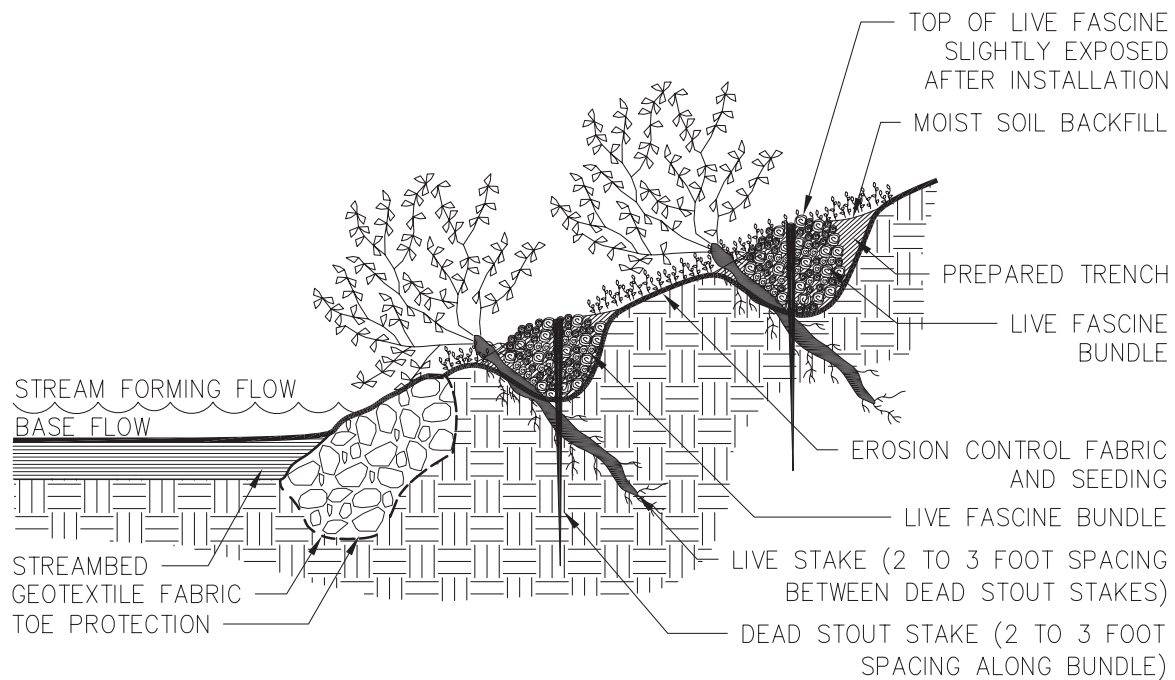 TOP OF LIVE FASCINE
SLIGHTLY EXPOSED
AFTER INSTALLATION
MOIST SOIL BACKFILL
PREPARED TRENCH
LIVE FASCINE
BUNDLE
STREAM FORMING FLOW
BASE FLOW
EROSION CONTROL FABRIC
AND SEEDING
LIVE FASCINE BUNDLE
STREAMBED
GEOTEXTILE FABRIC
TOE PROTECTION
LIVE STAKE (2 TO 3 FOOT SPACING
BETWEEN DEAD STOUT STAKES)
DEAD STOUT STAKE (2 TO 3 FOOT
SPACING ALONG BUNDLE)